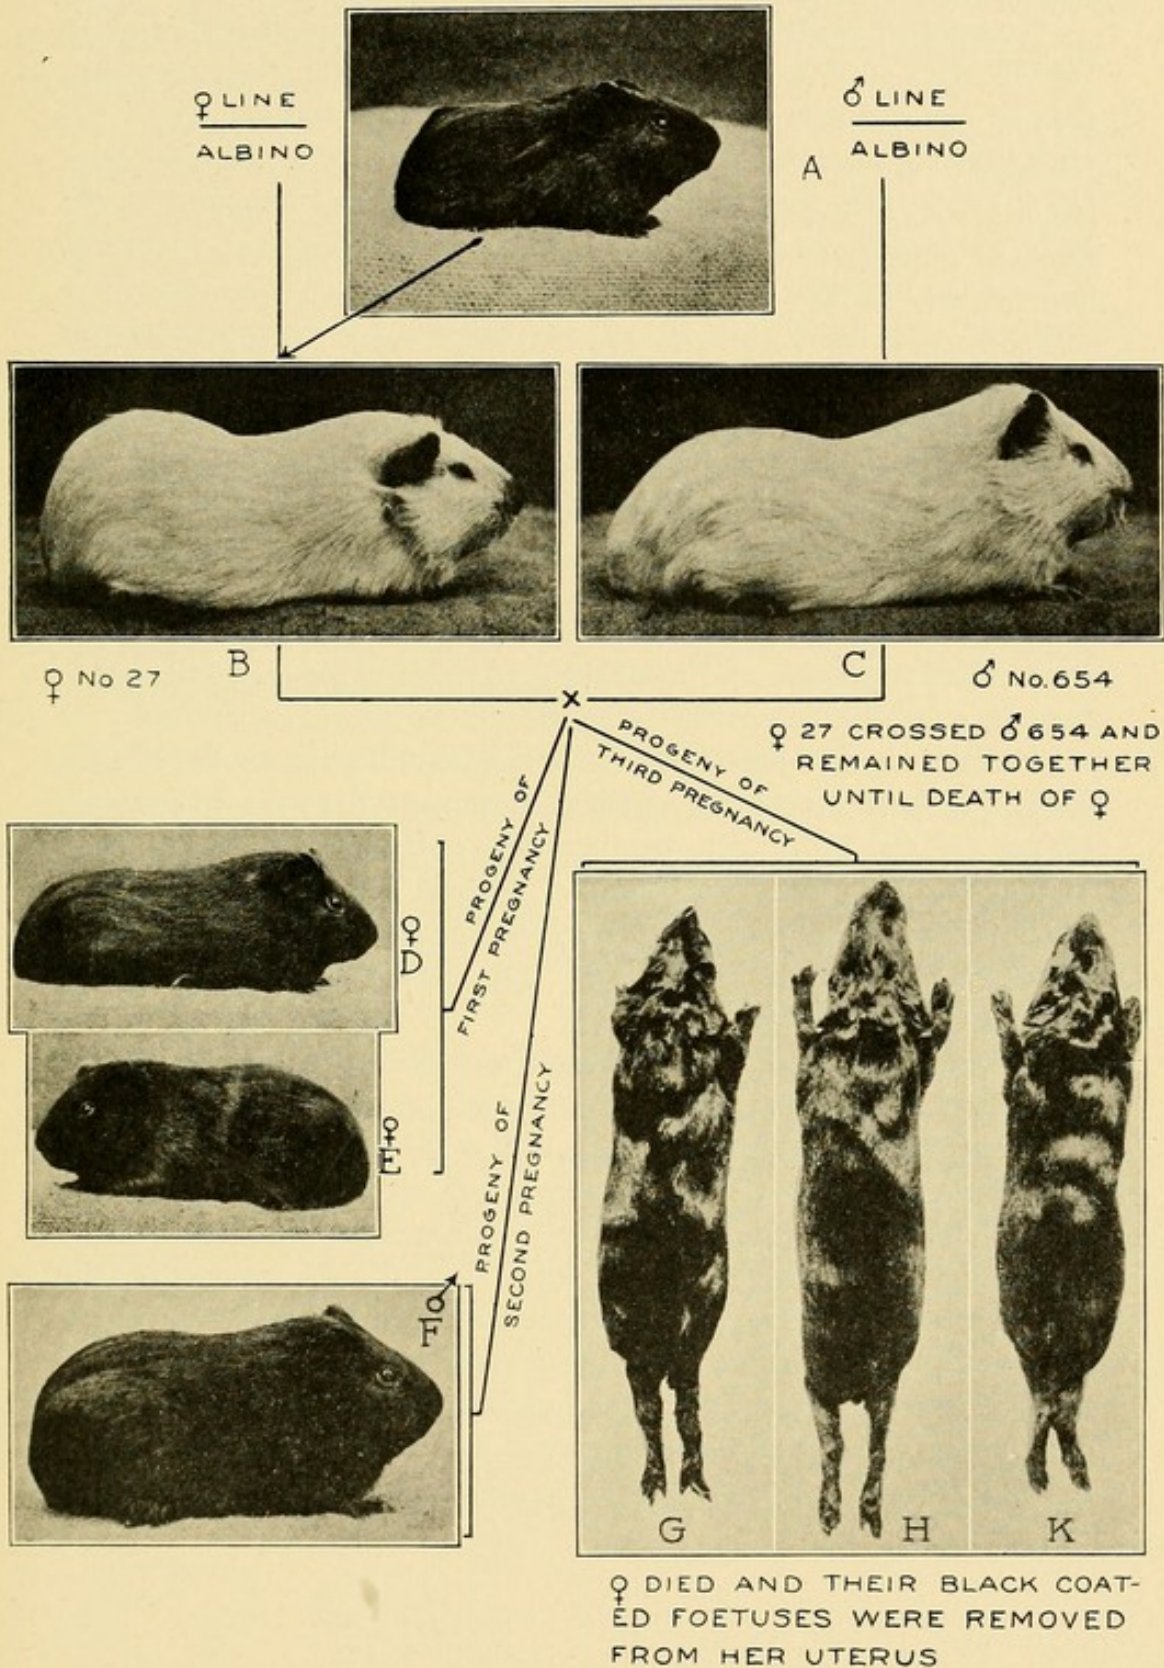 ♀ LINE
ALBINO
♂ LINE
ALBINO
A
B
♀ No 27
C
♂ No. 654
X
♀ 27 CROSSED ♂ 654 AND
REMAINED TOGETHER
UNTIL DEATH OF ♀
PROGENY OF
FIRST PREGNANCY
PROGENY OF
SECOND PREGNANCY
PROGENY OF
THIRD PREGNANCY
♀
D
♀
E
♂
F
G H K
♀ DIED AND THEIR BLACK COAT-
ED FOETUSES WERE REMOVED
FROM HER UTERUS